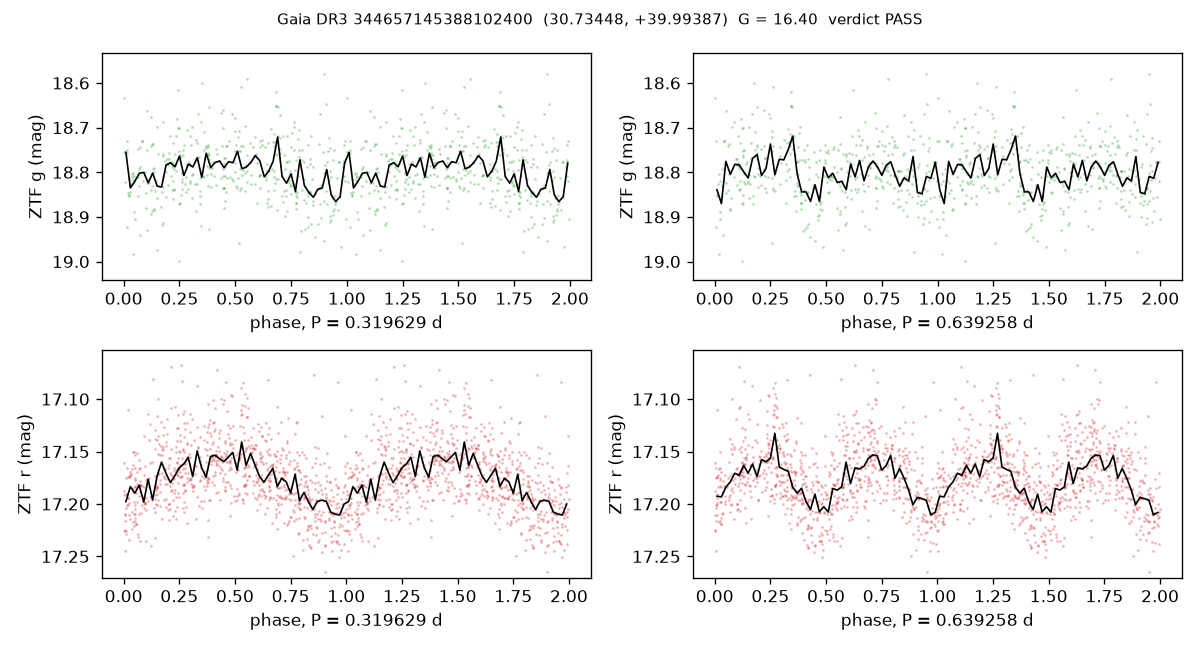 Gaia DR3 344657145388102400 (30.73448, +39.99387) G = 16.40 verdict PASS
ZTF g (mag)
18.6
18.7
18.8
18.9
19.0
0.00 0.25 0.50 0.75 1.00 1.25 1.50 1.75 2.00
phase, P = 0.319629 d
ZTF g (mag)
18.6
18.7
18.8
18.9
19.0
0.00 0.25 0.50 0.75 1.00 1.25 1.50 1.75 2.00
phase, P = 0.639258 d
ZTF r (mag)
17.10
17.15
17.20
17.25
0.00 0.25 0.50 0.75 1.00 1.25 1.50 1.75 2.00
phase, P = 0.319629 d
ZTF r (mag)
17.10
17.15
17.20
17.25
0.00 0.25 0.50 0.75 1.00 1.25 1.50 1.75 2.00
phase, P = 0.639258 d